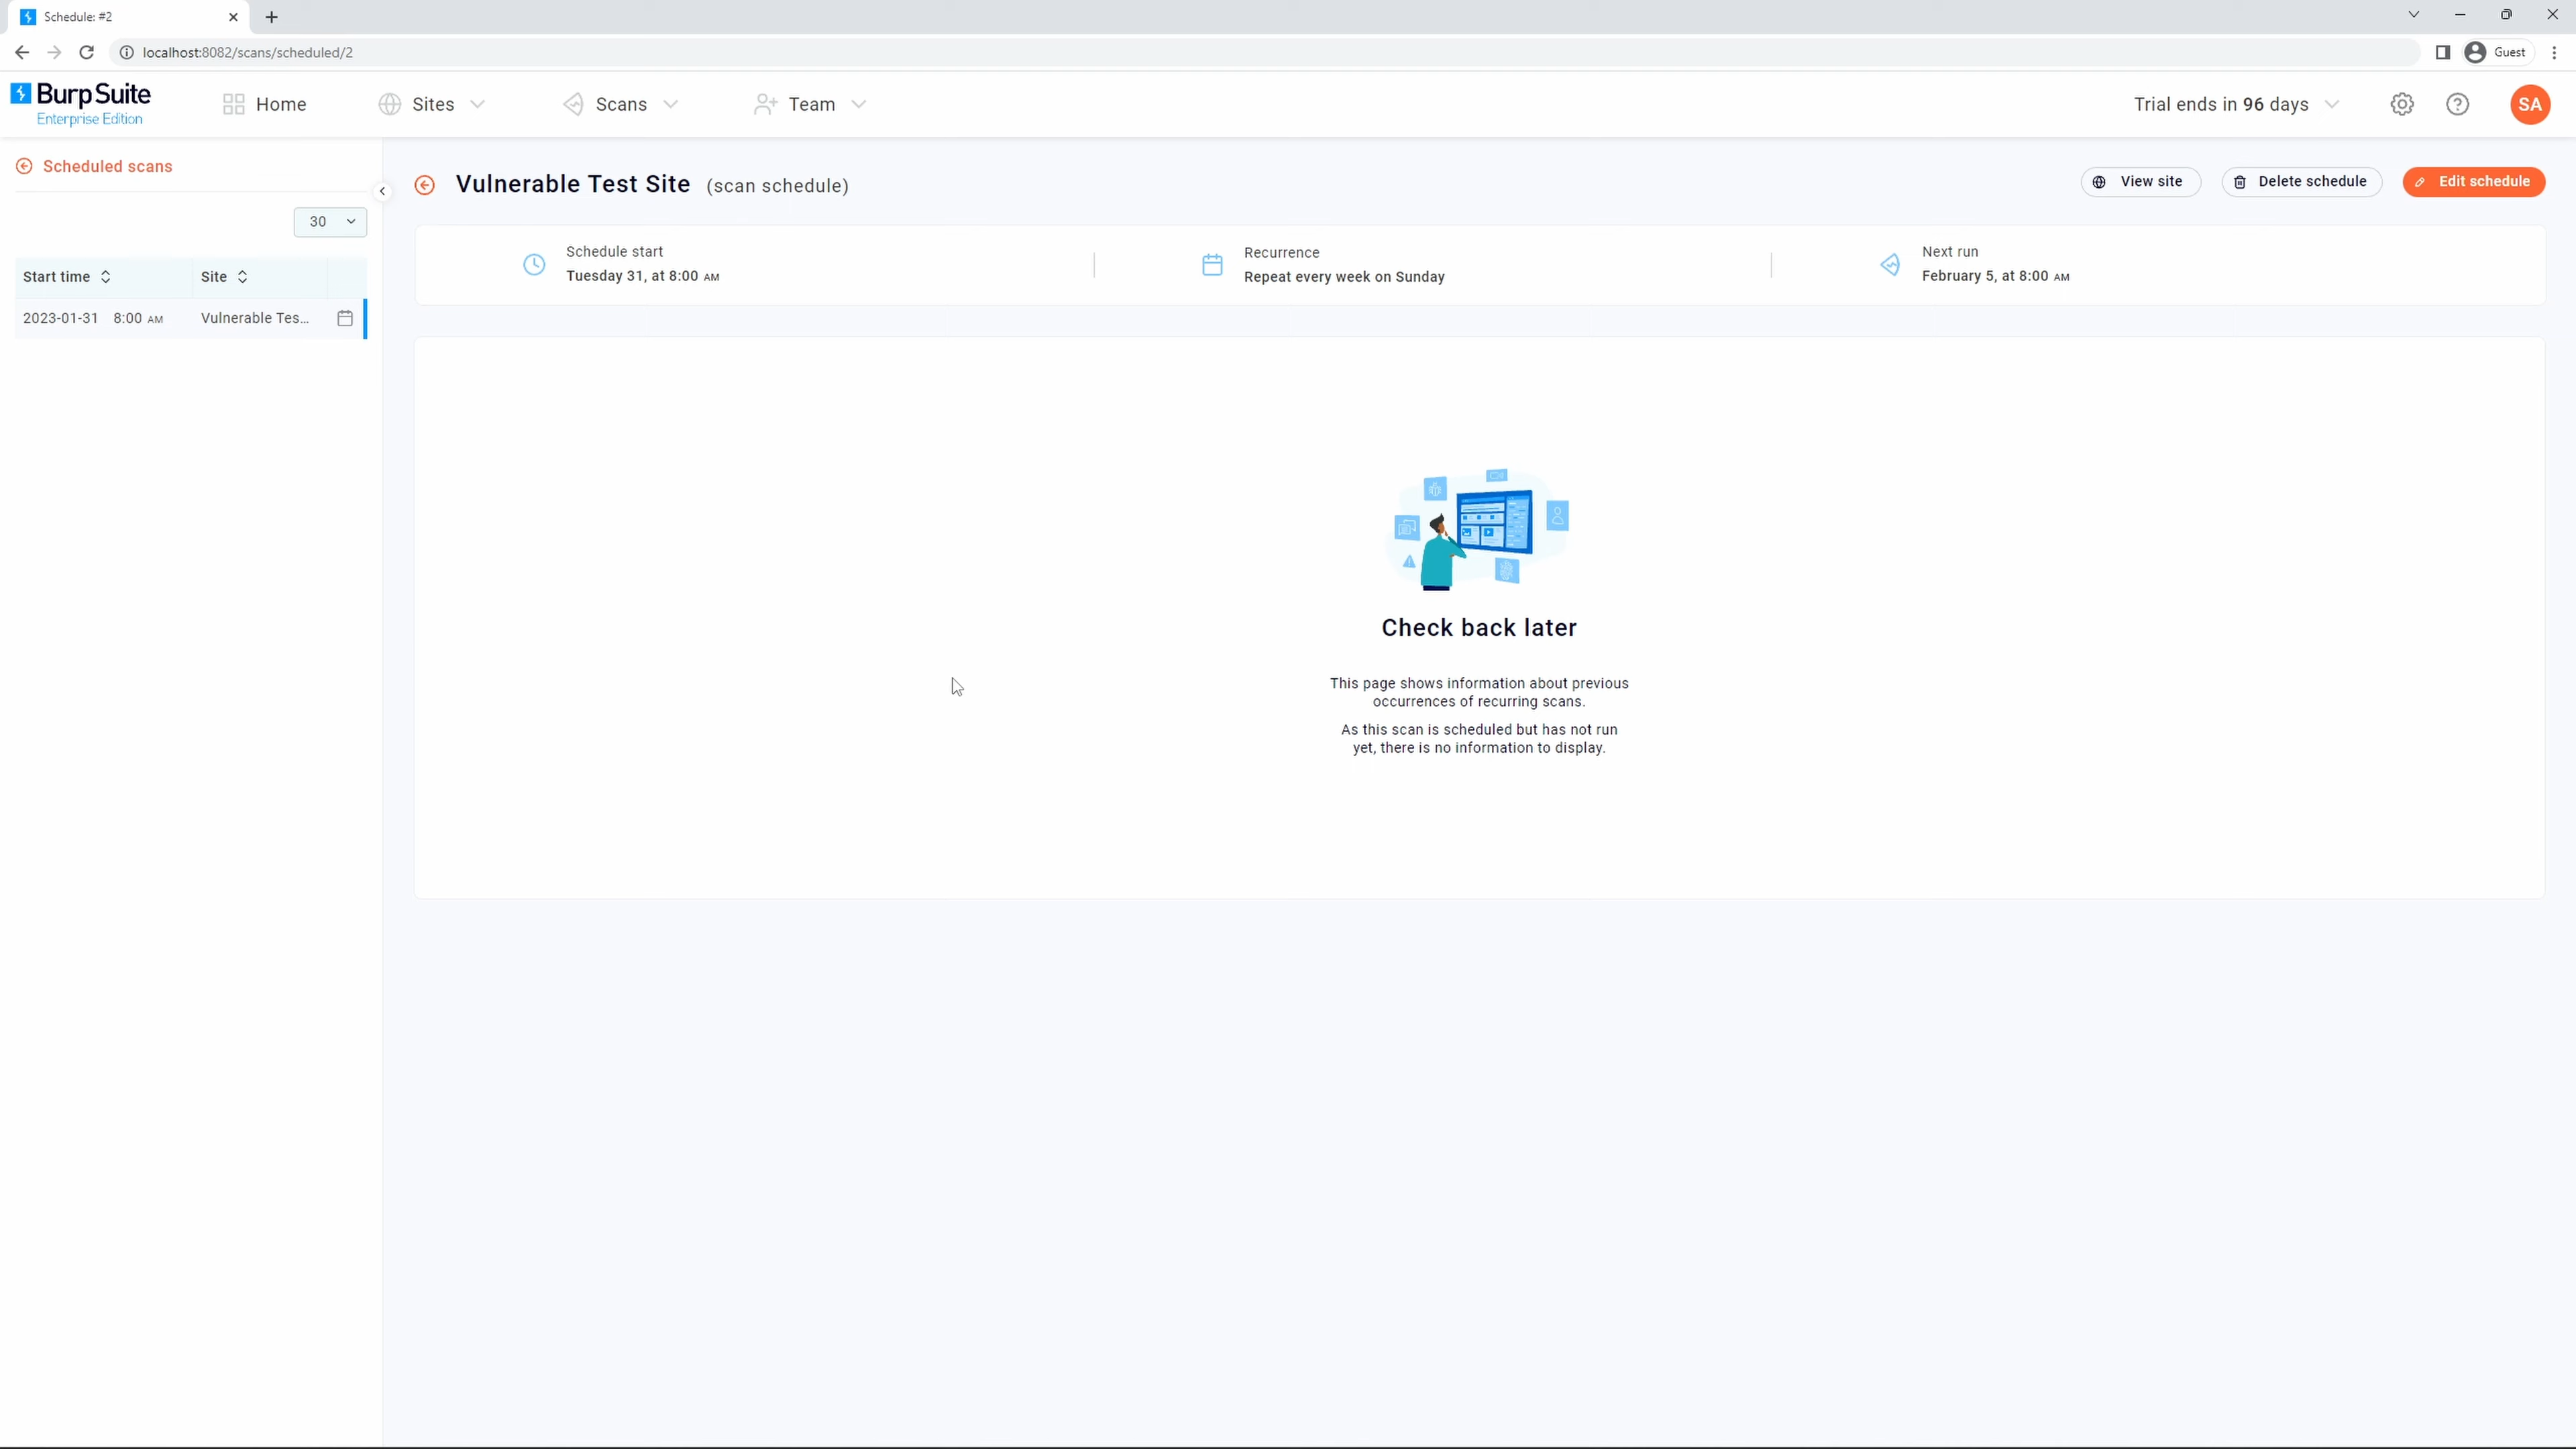 Schedule: #2
localhost:8082/scans/scheduled/2
Guest
Burp Suite
Enterprise Edition
Home
Sites
Scans
Team
Trial ends in 96 days
SA
Scheduled scans
30
Start time
Site
2023-01-31 8:00 AM
Vulnerable Tes...
Vulnerable Test Site (scan schedule)
View site
Delete schedule
Edit schedule
Schedule start
Tuesday 31, at 8:00 AM
Recurrence
Repeat every week on Sunday
Next run
February 5, at 8:00 AM
Check back later
This page shows information about previous
occurrences of recurring scans.
As this scan is scheduled but has not run
yet, there is no information to display.